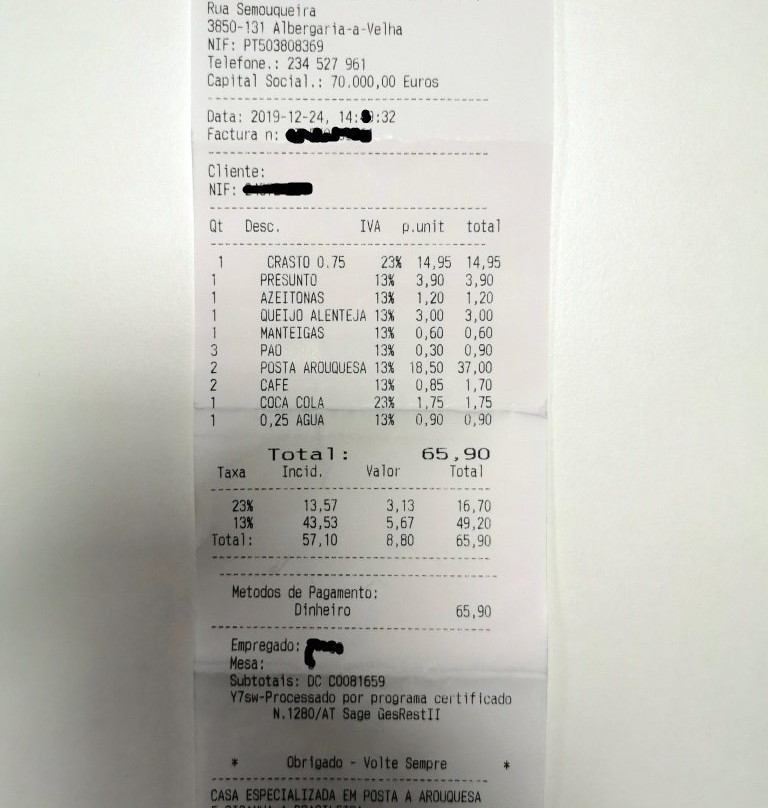 Rua Semouqueira
3850-131 Albergaria-a-Velha
NIF: PT503808369
Telefone.: 234 527 961
Capital Social.: 70.000,00 Euros
Data: 2019-12-24, 14: :32
Factura n:
Cliente:
NIF:
Qt Desc. IVA p.unit total
1 CRASTO 0.75 23% 14,95 14,95
1 PRESUNTO 13% 3,90 3,90
1 AZEITONAS 13% 1,20 1,20
1 QUEIJO ALENTEJA 13% 3,00 3,00
1 MANTEIGAS 13% 0,60 0,60
3 PAO 13% 0,30 0,90
2 POSTA AROUQUESA 13% 18,50 37,00
2 CAFE 13% 0,85 1,70
1 COCA COLA 23% 1,75 1,75
1 0,25 AGUA 13% 0,90 0,90
Total: 65,90
Taxa Incid. Valor Total
23% 13,57 3,13 16,70
13% 43,53 5,67 49,20
Total: 57,10 8,80 65,90
Metodos de Pagamento:
Dinheiro 65,90
Empregado:
Mesa:
Subtotais: DC C0081659
Y7sw-Processado por programa certificado
N.1280/AT Sage GesRestII
* Obrigado - Volte Sempre *
CASA ESPECIALIZADA EM POSTA A AROUQUESA